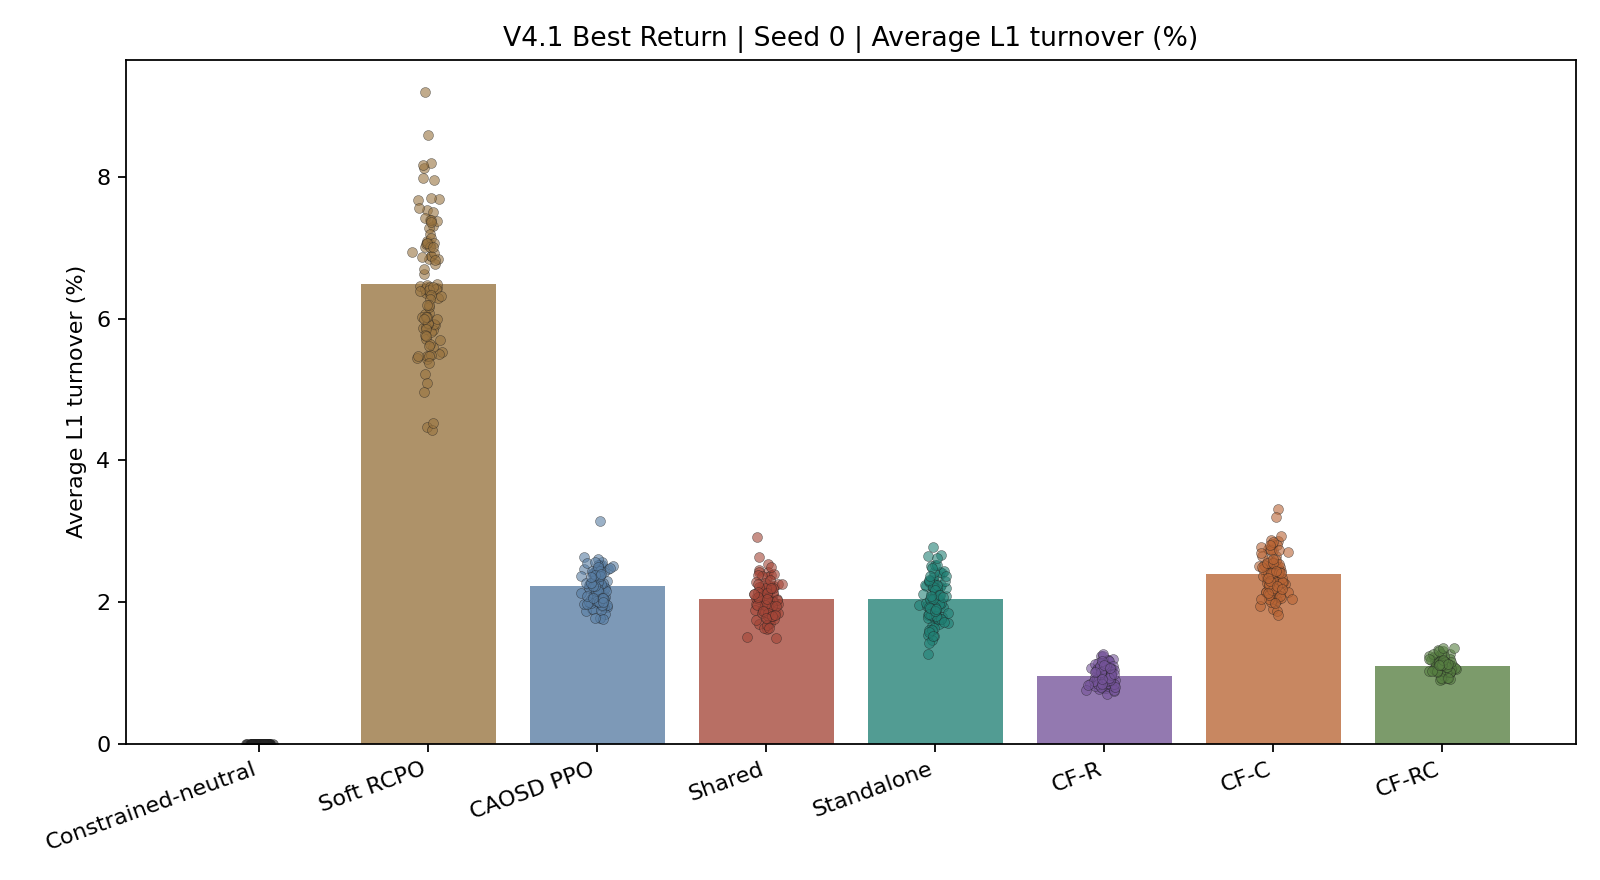 V4.1 Best Return | Seed 0 | Average L1 turnover (%)
Average L1 turnover (%)
8
6
4
2
0
Constrained-neutral
Soft RCPO
CAOSD PPO
Shared
Standalone
CF-R
CF-C
CF-RC